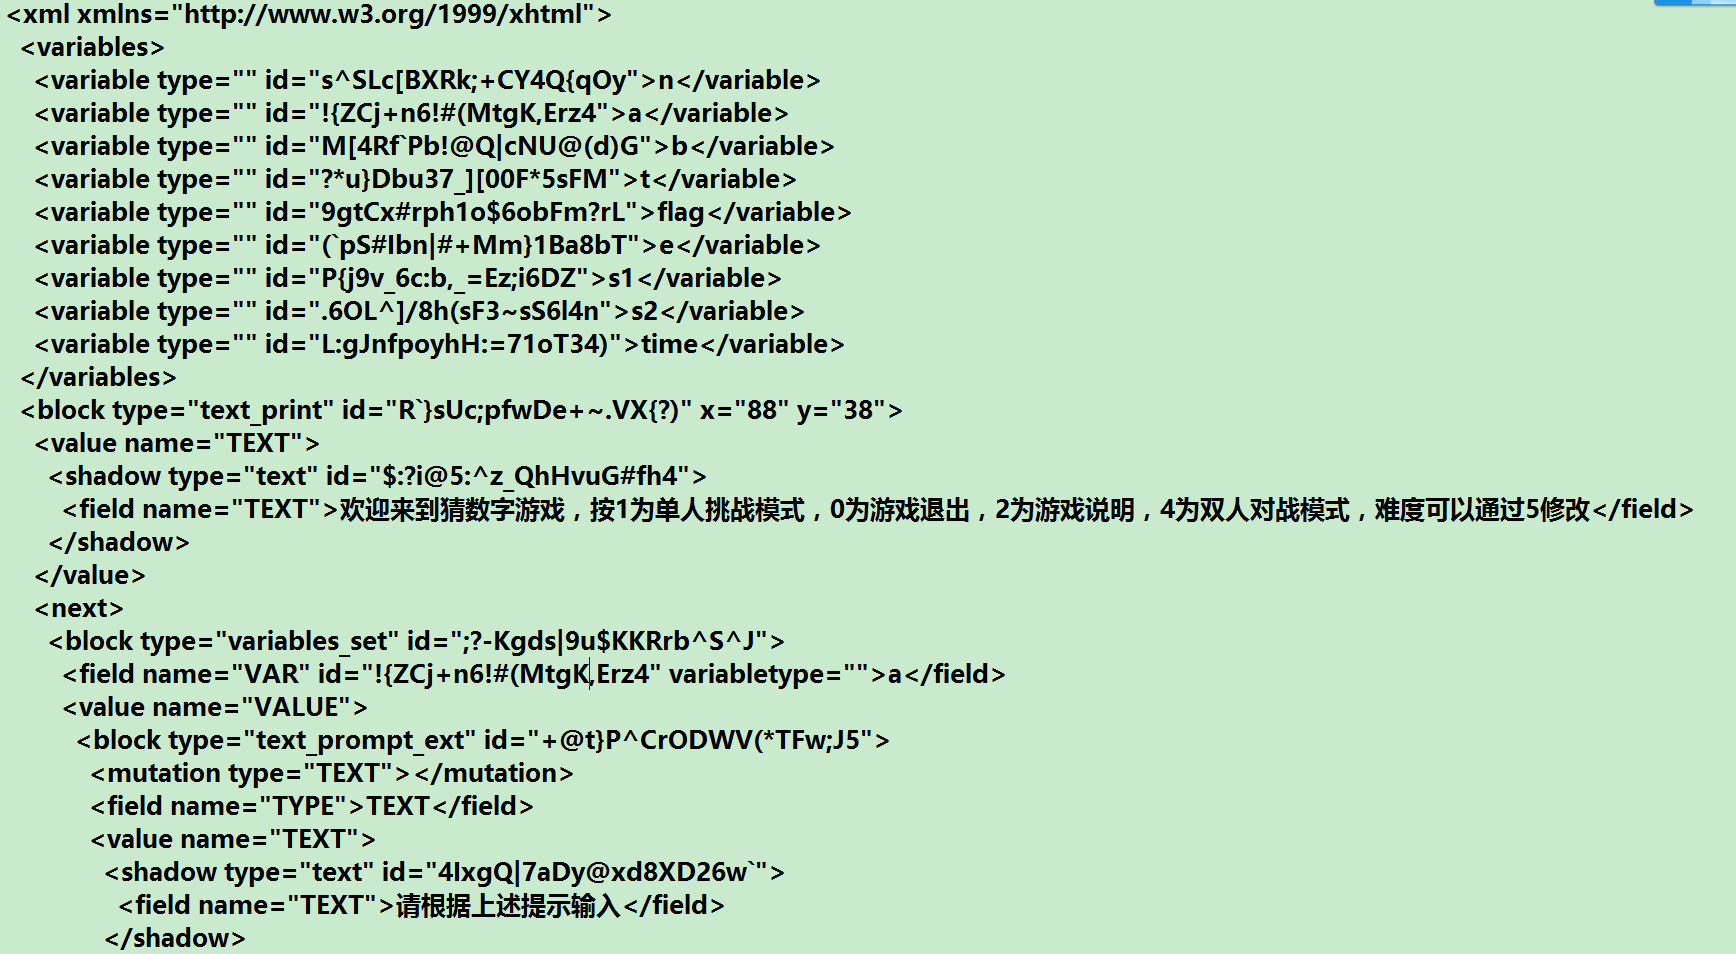 <xml xmlns="http://www.w3.org/1999/xhtml">
<variables>
<variable type="" id="s^SLc[BXRk;+CY4Q{qOy">n</variable>
<variable type="" id="!{ZCj+n6!#(MtgK,Erz4">a</variable>
<variable type="" id="M[4Rf`Pb!@Q|cNU@(d)G">b</variable>
<variable type="" id="?*u}Dbu37_][00F*5sFM">t</variable>
<variable type="" id="9gtCx#rph1o$6obFm?rL">flag</variable>
<variable type="" id="(`pS#Ibn|#+Mm}1Ba8bT">e</variable>
<variable type="" id="P{j9v_6c:b,_=Ez;i6DZ">s1</variable>
<variable type="" id=".6OL^]/8h(sF3~sS6l4n">s2</variable>
<variable type="" id="L:gJnfpoyhH:=71oT34)">time</variable>
</variables>
<block type="text_print" id="R`}sUc;pfwDe+~.VX{?)" x="88" y="38">
<value name="TEXT">
<shadow type="text" id="$:?i@5:^z_QhHvuG#fh4">
<field name="TEXT">欢迎来到猜数字游戏，按1为单人挑战模式，0为游戏退出，2为游戏说明，4为双人对战模式，难度可以通过5修改</field>
</shadow>
</value>
<next>
<block type="variables_set" id=";?-Kgds|9u$KKRrb^S^J">
<field name="VAR" id="!{ZCj+n6!#(MtgK,Erz4" variabletype="">a</field>
<value name="VALUE">
<block type="text_prompt_ext" id="+@t}P^CrODWV(*TFw;J5">
<mutation type="TEXT"></mutation>
<field name="TYPE">TEXT</field>
<value name="TEXT">
<shadow type="text" id="4IxgQ|7aDy@xd8XD26w`">
<field name="TEXT">请根据上述提示输入</field>
</shadow>